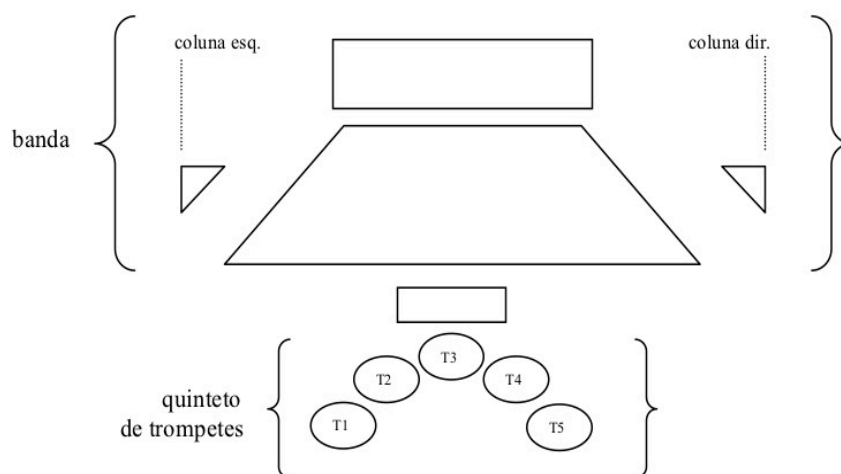 coluna esq.
coluna dir.
banda
T3
T2
T4
quinteto
de trompetes
T1
T5